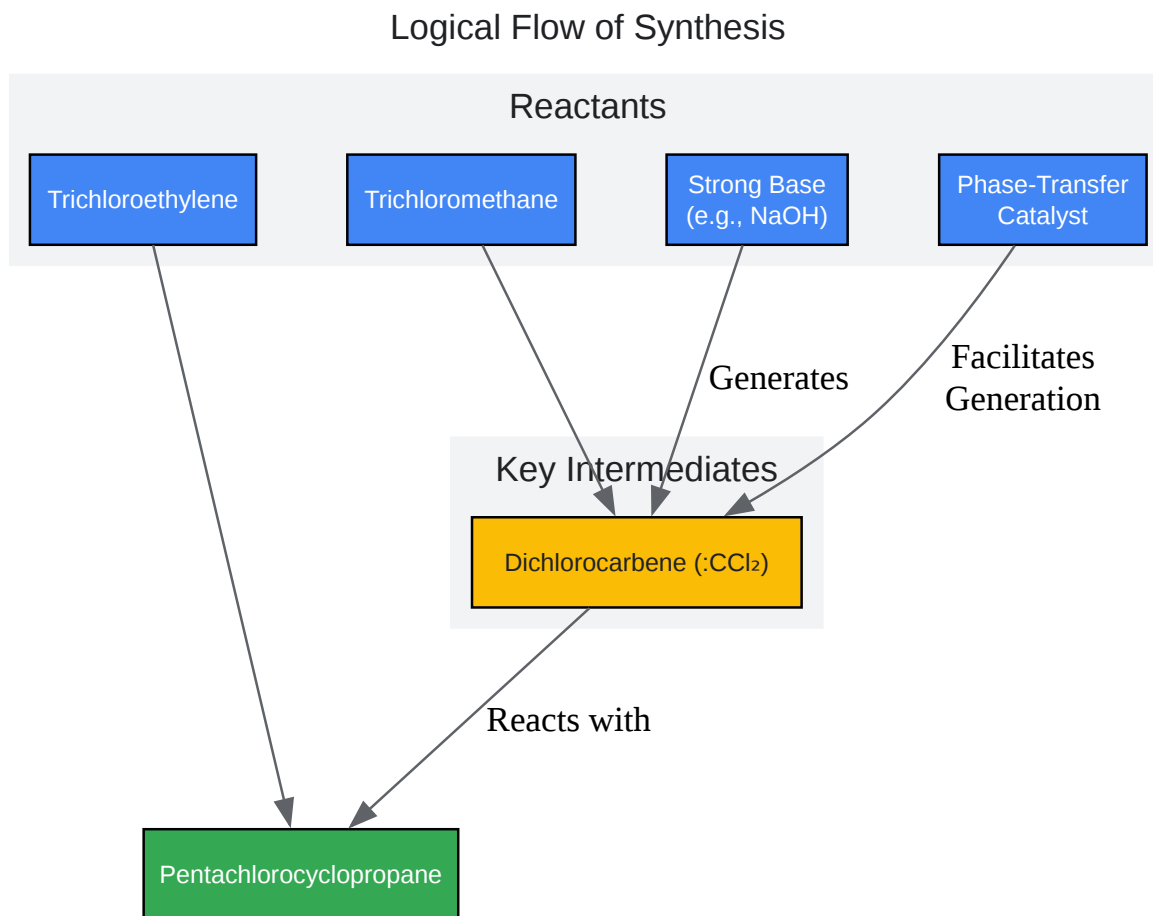 Logical Flow of Synthesis
Reactants
Trichloroethylene
Trichloromethane
Strong Base
(e.g., NaOH)
Phase-Transfer
Catalyst
Generates
Facilitates
Generation
Key Intermediates
Dichlorocarbene (:CCl₂)
Reacts with
Pentachlorocyclopropane